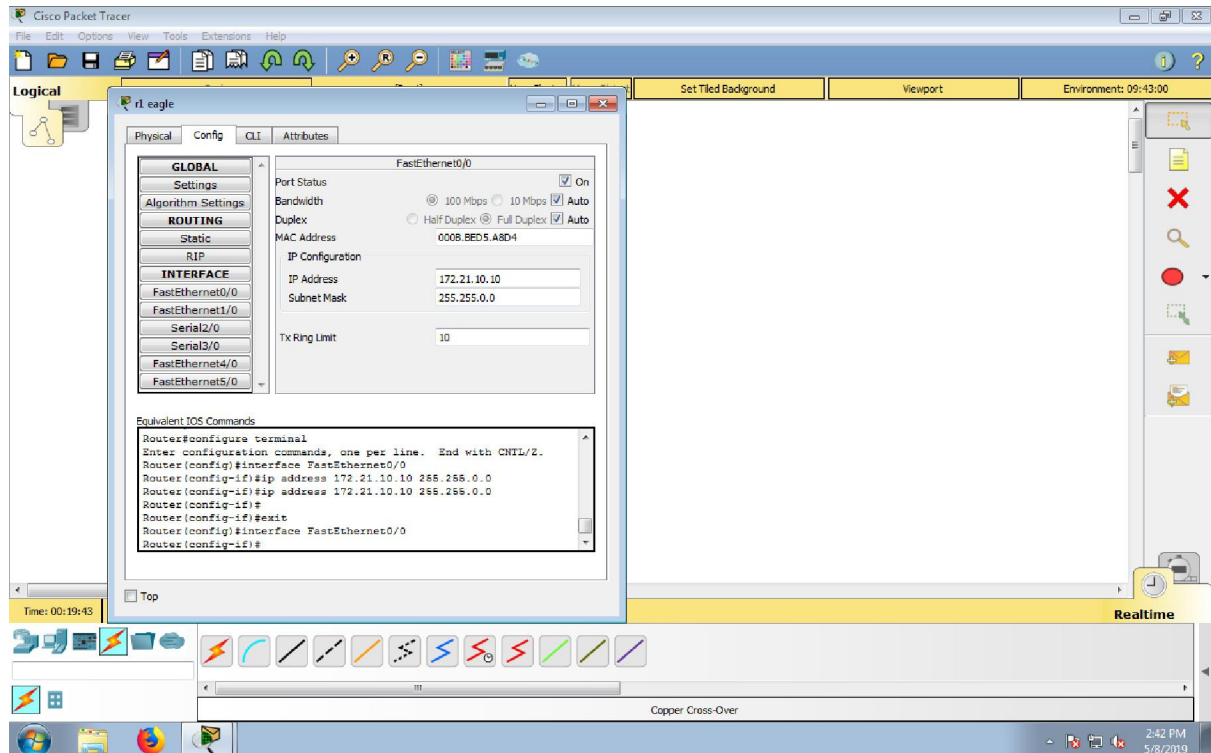 Cisco Packet Tracer
File Edit Options View Tools Extensions Help
Logical
Set Tiled Background
Viewport
Environment: 09:43:00
r1 eagle
Physical Config CLI Attributes
GLOBAL
Settings
Algorithm Settings
ROUTING
Static
RIP
INTERFACE
FastEthernet0/0
FastEthernet1/0
Serial2/0
Serial3/0
FastEthernet4/0
FastEthernet5/0
FastEthernet0/0
Port Status On
Bandwidth 100 Mbps 10 Mbps Auto
Duplex Half Duplex Full Duplex Auto
MAC Address 000B.BED5.A8D4
IP Configuration
IP Address 172.21.10.10
Subnet Mask 255.255.0.0
Tx Ring Limit 10
Equivalent IOS Commands
Router#configure terminal
Enter configuration commands, one per line. End with CNTL/Z.
Router(config)#interface FastEthernet0/0
Router(config-if)#ip address 172.21.10.10 255.255.0.0
Router(config-if)#ip address 172.21.10.10 255.255.0.0
Router(config-if)#
Router(config-if)#exit
Router(config)#interface FastEthernet0/0
Router(config-if)#
Top
Time: 00:19:43
Realtime
Copper Cross-Over
2:42 PM
5/8/2019